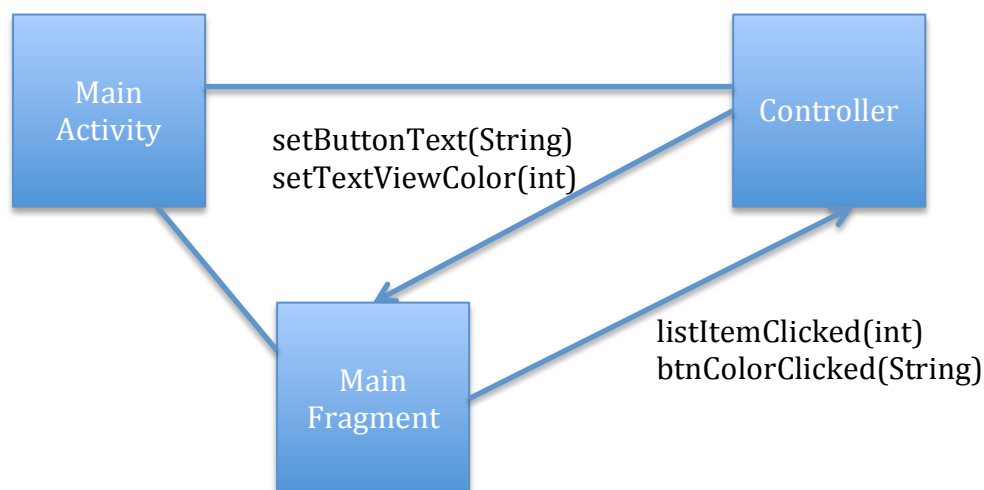 Main
Activity
Controller
setButtonText(String)
setTextViewColor(int)
listItemClicked(int)
btnColorClicked(String)
Main
Fragment